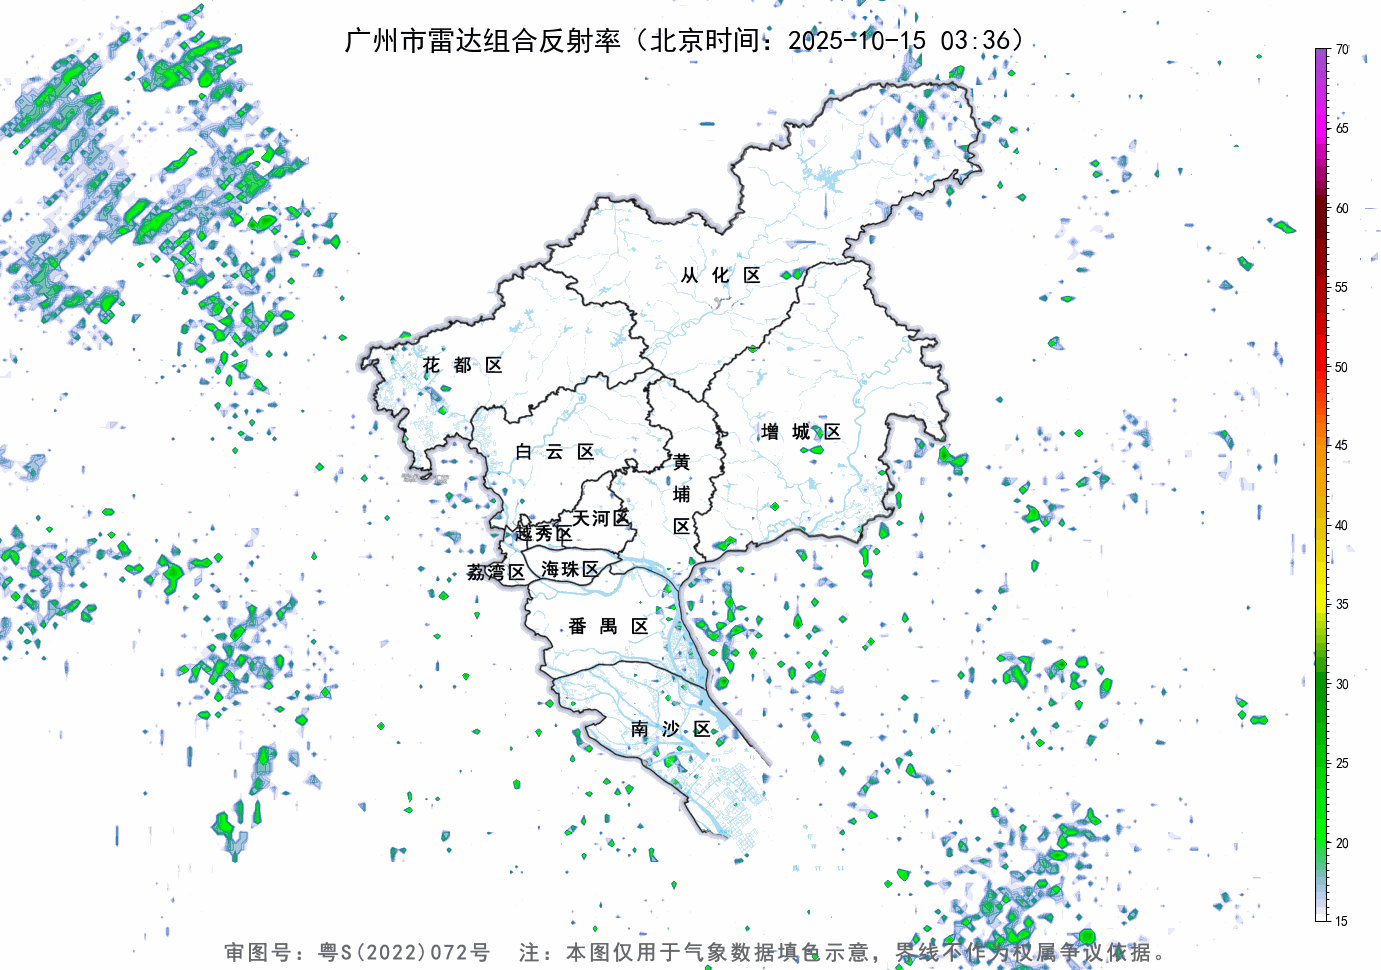 广州市雷达组合反射率（北京时间：2025-10-15 03:36）
70
65
60
55
50
45
40
35
30
25
20
15
从化区
花都区
增城区
白云区
黄埔区
天河区
越秀区
荔湾区
海珠区
番禺区
南沙区
审图号：粤S(2022)072号 注：本图仅用于气象数据填色示意，界线不作为权属争议依据。